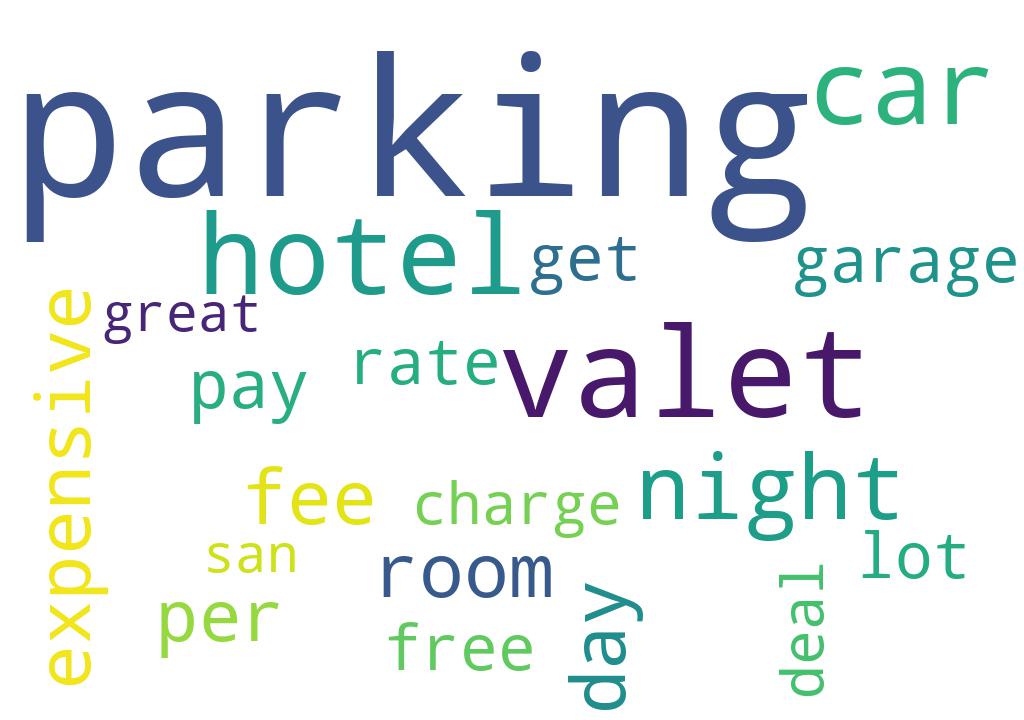 parking
car
hotel
get
garage
expensive
great
pay
rate
valet
fee
charge
night
san
room
lot
per
free
day
deal